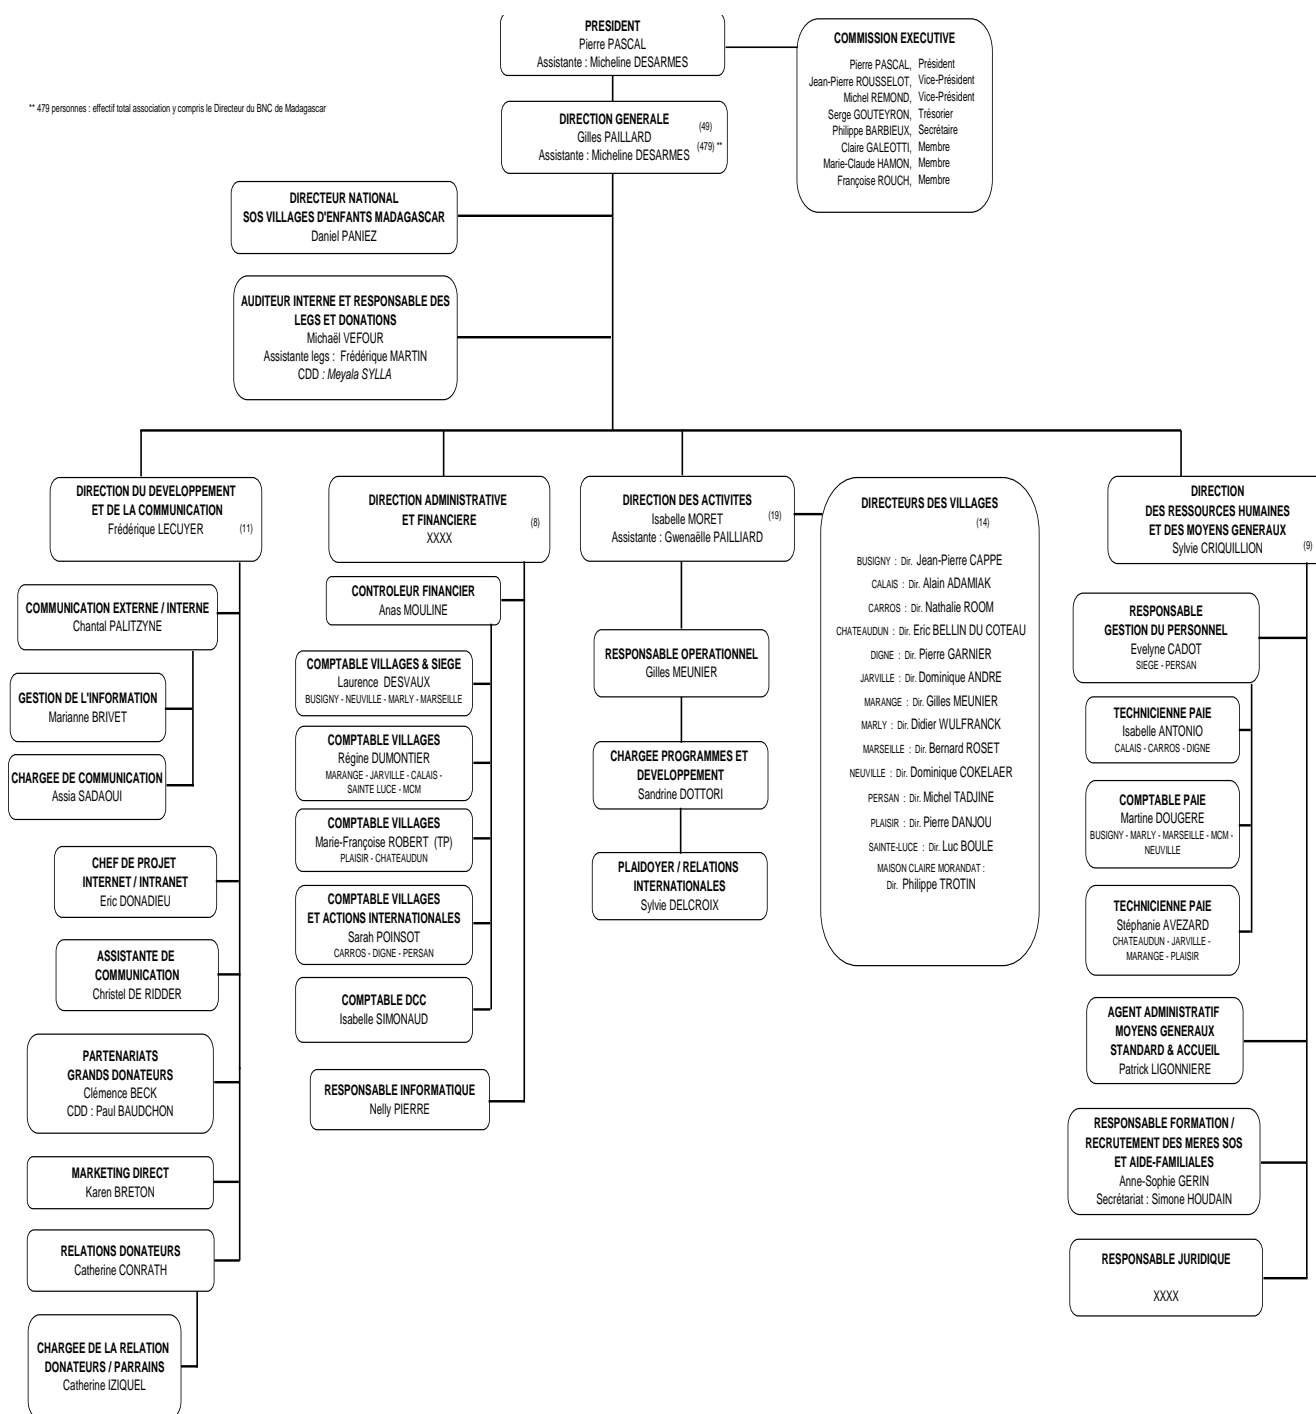 PRESIDENT
Pierre PASCAL
Assistante : Micheline DESARMES
COMMISSION EXECUTIVE
Pierre PASCAL, Président
Jean-Pierre ROUSSELOT, Vice-Président
Michel REMOND, Vice-Président
Serge GOUTEYRON, Trésorier
Philippe BARBIEUX, Secrétaire
Claire GALEOTTI, Membre
Marie-Claude HAMON, Membre
Françoise ROUCH, Membre
** 479 personnes : effectif total association y compris le Directeur du BNC de Madagascar
DIRECTION GENERALE (49)
Gilles PAILLARD
Assistante : Micheline DESARMES (479) **
DIRECTEUR NATIONAL
SOS VILLAGES D'ENFANTS MADAGASCAR
Daniel PANIEZ
AUDITEUR INTERNE ET RESPONSABLE DES
LEGS ET DONATIONS
Michaël VEFOUR
Assistante legs : Frédérique MARTIN
CDD : Meyala SYLLA
DIRECTION DU DEVELOPPEMENT
ET DE LA COMMUNICATION
Frédérique LECUYER (11)
COMMUNICATION EXTERNE / INTERNE
Chantal PALITZYNE
GESTION DE L'INFORMATION
Marianne BRIVET
CHARGEE DE COMMUNICATION
Assia SADAOUI
CHEF DE PROJET
INTERNET / INTRANET
Eric DONADIEU
ASSISTANTE DE
COMMUNICATION
Christel DE RIDDER
PARTENARIATS
GRANDS DONATEURS
Clémence BECK
CDD : Paul BAUDCHON
MARKETING DIRECT
Karen BRETON
RELATIONS DONATEURS
Catherine CONRATH
CHARGEE DE LA RELATION
DONATEURS / PARRAINS
Catherine IZIQUEL
DIRECTION ADMINISTRATIVE
ET FINANCIERE (8)
XXXX
CONTROLEUR FINANCIER
Anas MOULINE
COMPTABLE VILLAGES & SIEGE
Laurence DESVAUX
BUSIGNY - NEUVILLE - MARLY - MARSEILLE
COMPTABLE VILLAGES
Régine DUMONTIER
MARANGE - JARVILLE - CALAIS -
SAINTE LUCE - MCM
COMPTABLE VILLAGES
Marie-Françoise ROBERT (TP)
PLAISIR - CHATEAUDUN
COMPTABLE VILLAGES
ET ACTIONS INTERNATIONALES
Sarah POINSOT
CARROS - DIGNE - PERSAN
COMPTABLE DCC
Isabelle SIMONAUD
RESPONSABLE INFORMATIQUE
Nelly PIERRE
DIRECTION DES ACTIVITES
Isabelle MORET (19)
Assistante : Gwenaëlle PAILLIARD
RESPONSABLE OPERATIONNEL
Gilles MEUNIER
CHARGEE PROGRAMMES ET
DEVELOPPEMENT
Sandrine DOTTORI
PLAIDOYER / RELATIONS
INTERNATIONALES
Sylvie DELCROIX
DIRECTEURS DES VILLAGES
(14)
BUSIGNY : Dir. Jean-Pierre CAPPE
CALAIS : Dir. Alain ADAMIAK
CARROS : Dir. Nathalie ROOM
CHATEAUDUN : Dir. Eric BELLIN DU COTEAU
DIGNE : Dir. Pierre GARNIER
JARVILLE : Dir. Dominique ANDRE
MARANGE : Dir. Gilles MEUNIER
MARLY : Dir. Didier WULFRANCK
MARSEILLE : Dir. Bernard ROSET
NEUVILLE : Dir. Dominique COKELAER
PERSAN : Dir. Michel TADJINE
PLAISIR : Dir. Pierre DANJOU
SAINTE-LUCE : Dir. Luc BOULE
MAISON CLAIRE MORANDAT :
Dir. Philippe TROTIN
DIRECTION
DES RESSOURCES HUMAINES
ET DES MOYENS GENERAUX
Sylvie CRIQUILLION (9)
RESPONSABLE
GESTION DU PERSONNEL
Evelyne CADOT
SIEGE - PERSAN
TECHNICIENNE PAIE
Isabelle ANTONIO
CALAIS - CARROS - DIGNE
COMPTABLE PAIE
Martine DOUGERE
BUSIGNY - MARLY - MARSEILLE - MCM -
NEUVILLE
TECHNICIENNE PAIE
Stéphanie AVEZARD
CHATEAUDUN - JARVILLE -
MARANGE - PLAISIR
AGENT ADMINISTRATIF
MOYENS GENERAUX
STANDARD & ACCUEIL
Patrick LIGONNIERE
RESPONSABLE FORMATION /
RECRUTEMENT DES MERES SOS
ET AIDE-FAMILIALES
Anne-Sophie GERIN
Secrétariat : Simone HOUDAIN
RESPONSABLE JURIDIQUE
XXXX